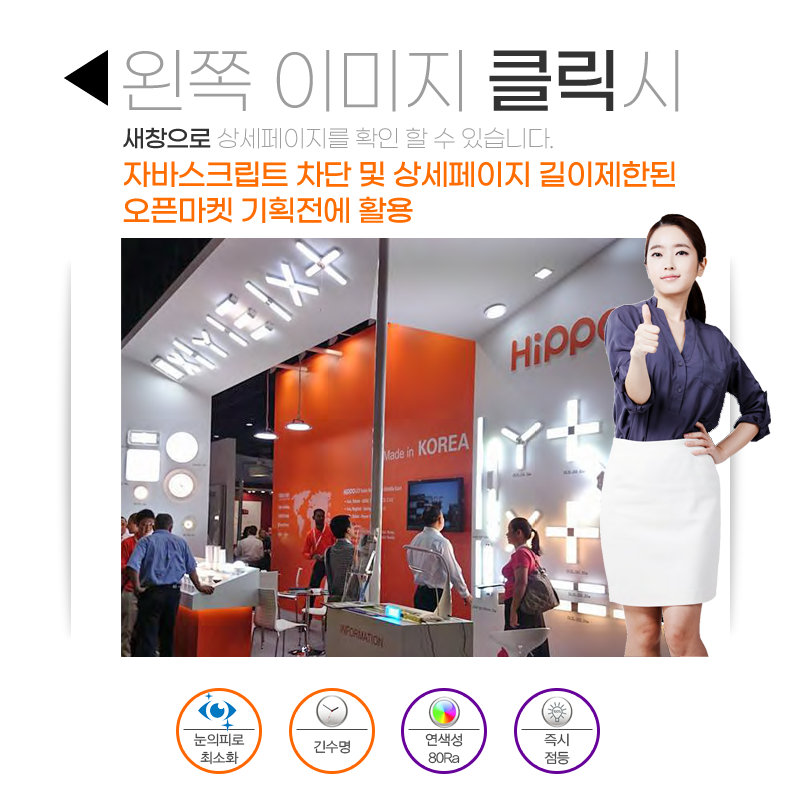 왼쪽 이미지 클릭시
새창으로 상세페이지를 확인 할 수 있습니다.
자바스크립트 차단 및 상세페이지 길이제한된
오픈마켓 기획전에 활용
Hippo
Made in KOREA
INFORMATION
눈의피로
최소화
긴수명
연색성
80Ra
즉시
점등